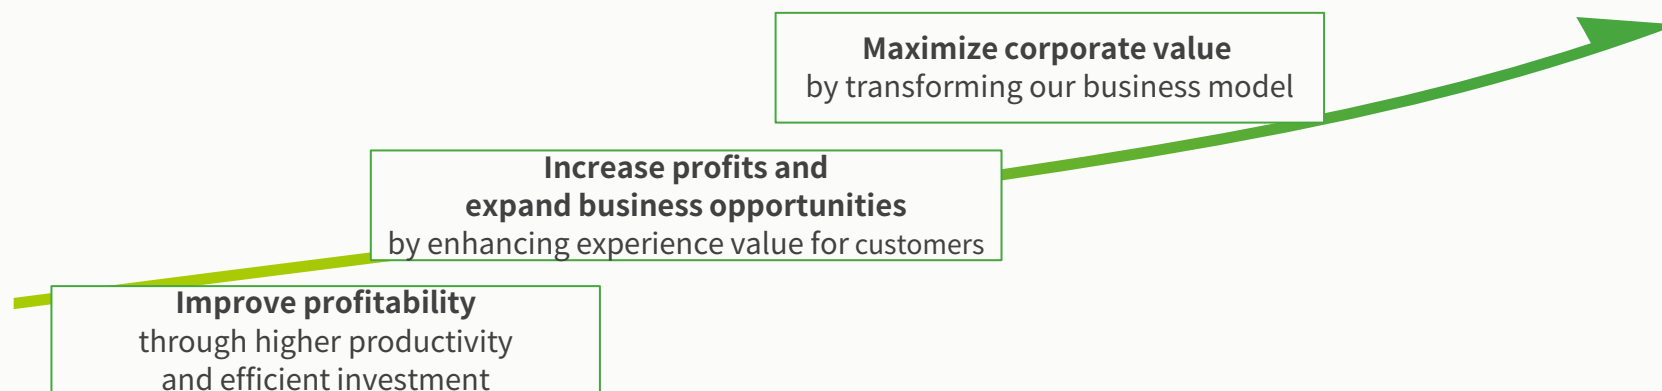 Maximize corporate value
by transforming our business model
Increase profits and
expand business opportunities
by enhancing experience value for customers
Improve profitability
through higher productivity
and efficient investment